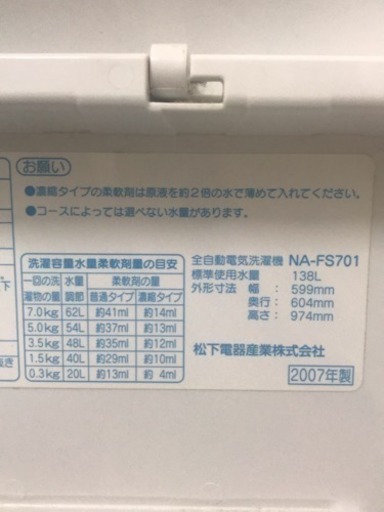 お願い
●濃縮タイプの柔軟剤は原液を約2倍の水で薄めて入れてください。
●コースによっては選べない水量があります。
洗濯容量水量柔軟剤量の目安
一回の洗濯物の量 水量調節 柔軟剤の量
普通タイプ 濃縮タイプ
7.0kg 62L 約41ml 約14ml
5.0kg 54L 約37ml 約13ml
3.5kg 48L 約35ml 約12ml
1.5kg 40L 約29ml 約10ml
0.3kg 20L 約13ml 約 4ml
全自動電気洗濯機 NA-FS701
標準使用水量 138L
外形寸法 幅: 599mm
奥行: 604mm
高さ: 974mm
松下電器産業株式会社
2007年製